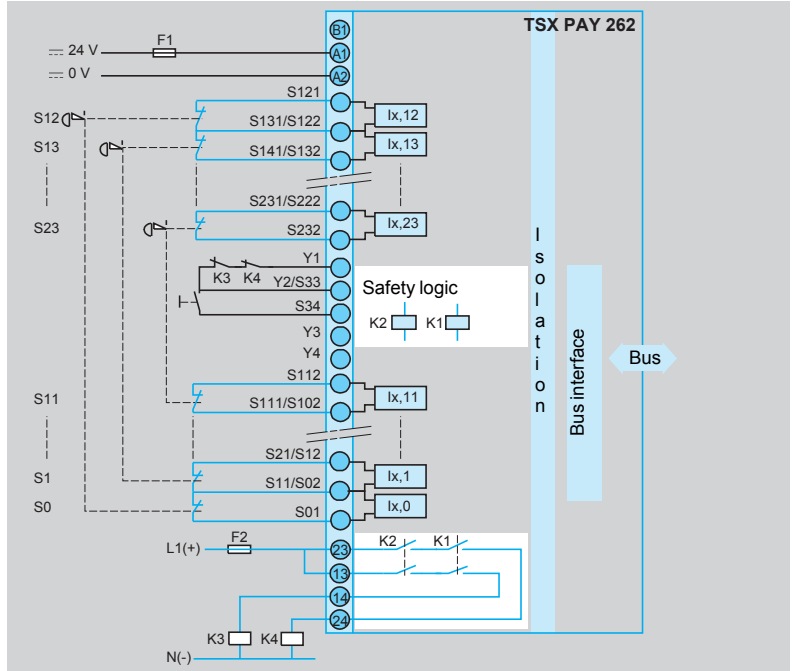 TSX PAY 262
B1
24 V
F1
A1
0 V
A2
S121
S12
Ix,12
S131/S122
S13
Ix,13
S141/S132
S231/S222
S23
Ix,23
S232
Y1
K3 K4
Y2/S33
S34
Y3
Y4
Safety logic
K2 K1
Isolation
Bus interface
Bus
S112
S11
Ix,11
S111/S102
S21/S12
S1
Ix,1
S11/S02
S0
Ix,0
S01
L1(+)
F2
23
K2 K1
13
14
24
K3 K4
N(-)